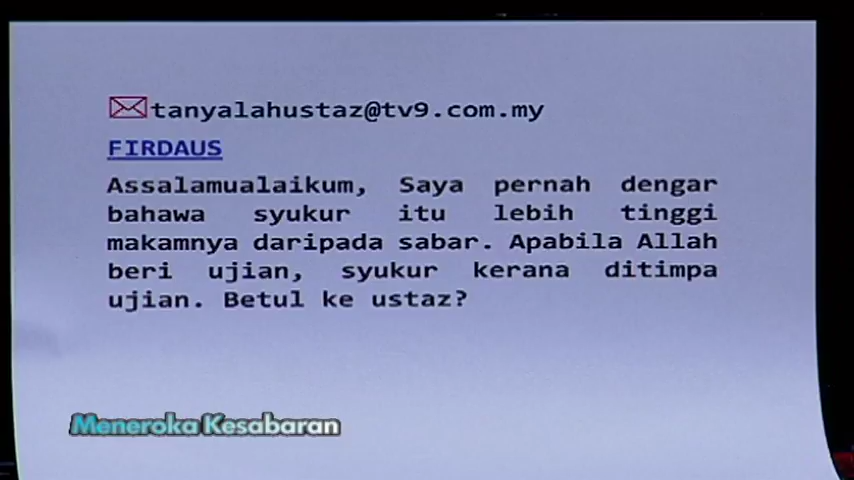 tanyalahustaz@tv9.com.my
FIRDAUS
Assalamualaikum, Saya pernah dengar
bahawa syukur itu lebih tinggi
makamnya daripada sabar. Apabila Allah
beri ujian, syukur kerana ditimpa
ujian. Betul ke ustaz?
Meneroka Kesabaran